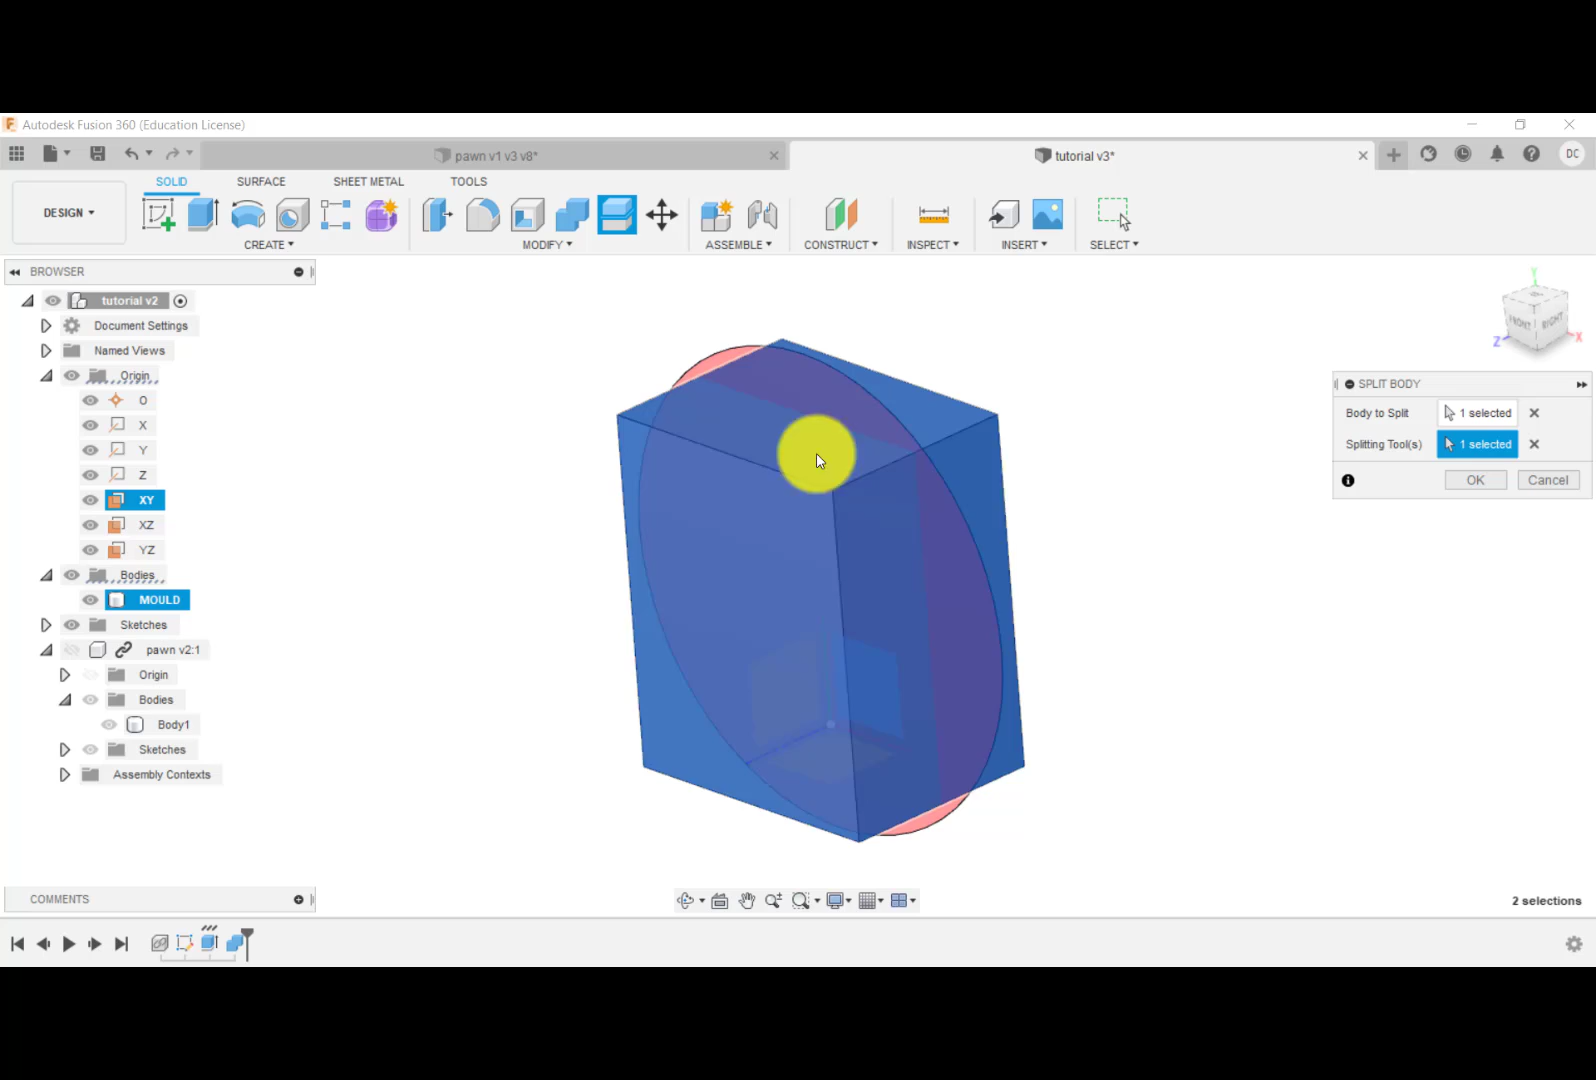 Autodesk Fusion 360 (Education License)
pawn v1 v3 v8*
tutorial v3*
DC
SOLID SURFACE SHEET METAL TOOLS
DESIGN
CREATE MODIFY ASSEMBLE CONSTRUCT INSPECT INSERT SELECT
BROWSER
tutorial v2
Document Settings
Named Views
Origin
O
X
Y
Z
XY
XZ
YZ
Bodies
MOULD
Sketches
pawn v2:1
Origin
Bodies
Body1
Sketches
Assembly Contexts
Y
FRONT RIGHT
Z X
SPLIT BODY
Body to Split 1 selected
Splitting Tool(s) 1 selected
OK Cancel
COMMENTS
2 selections